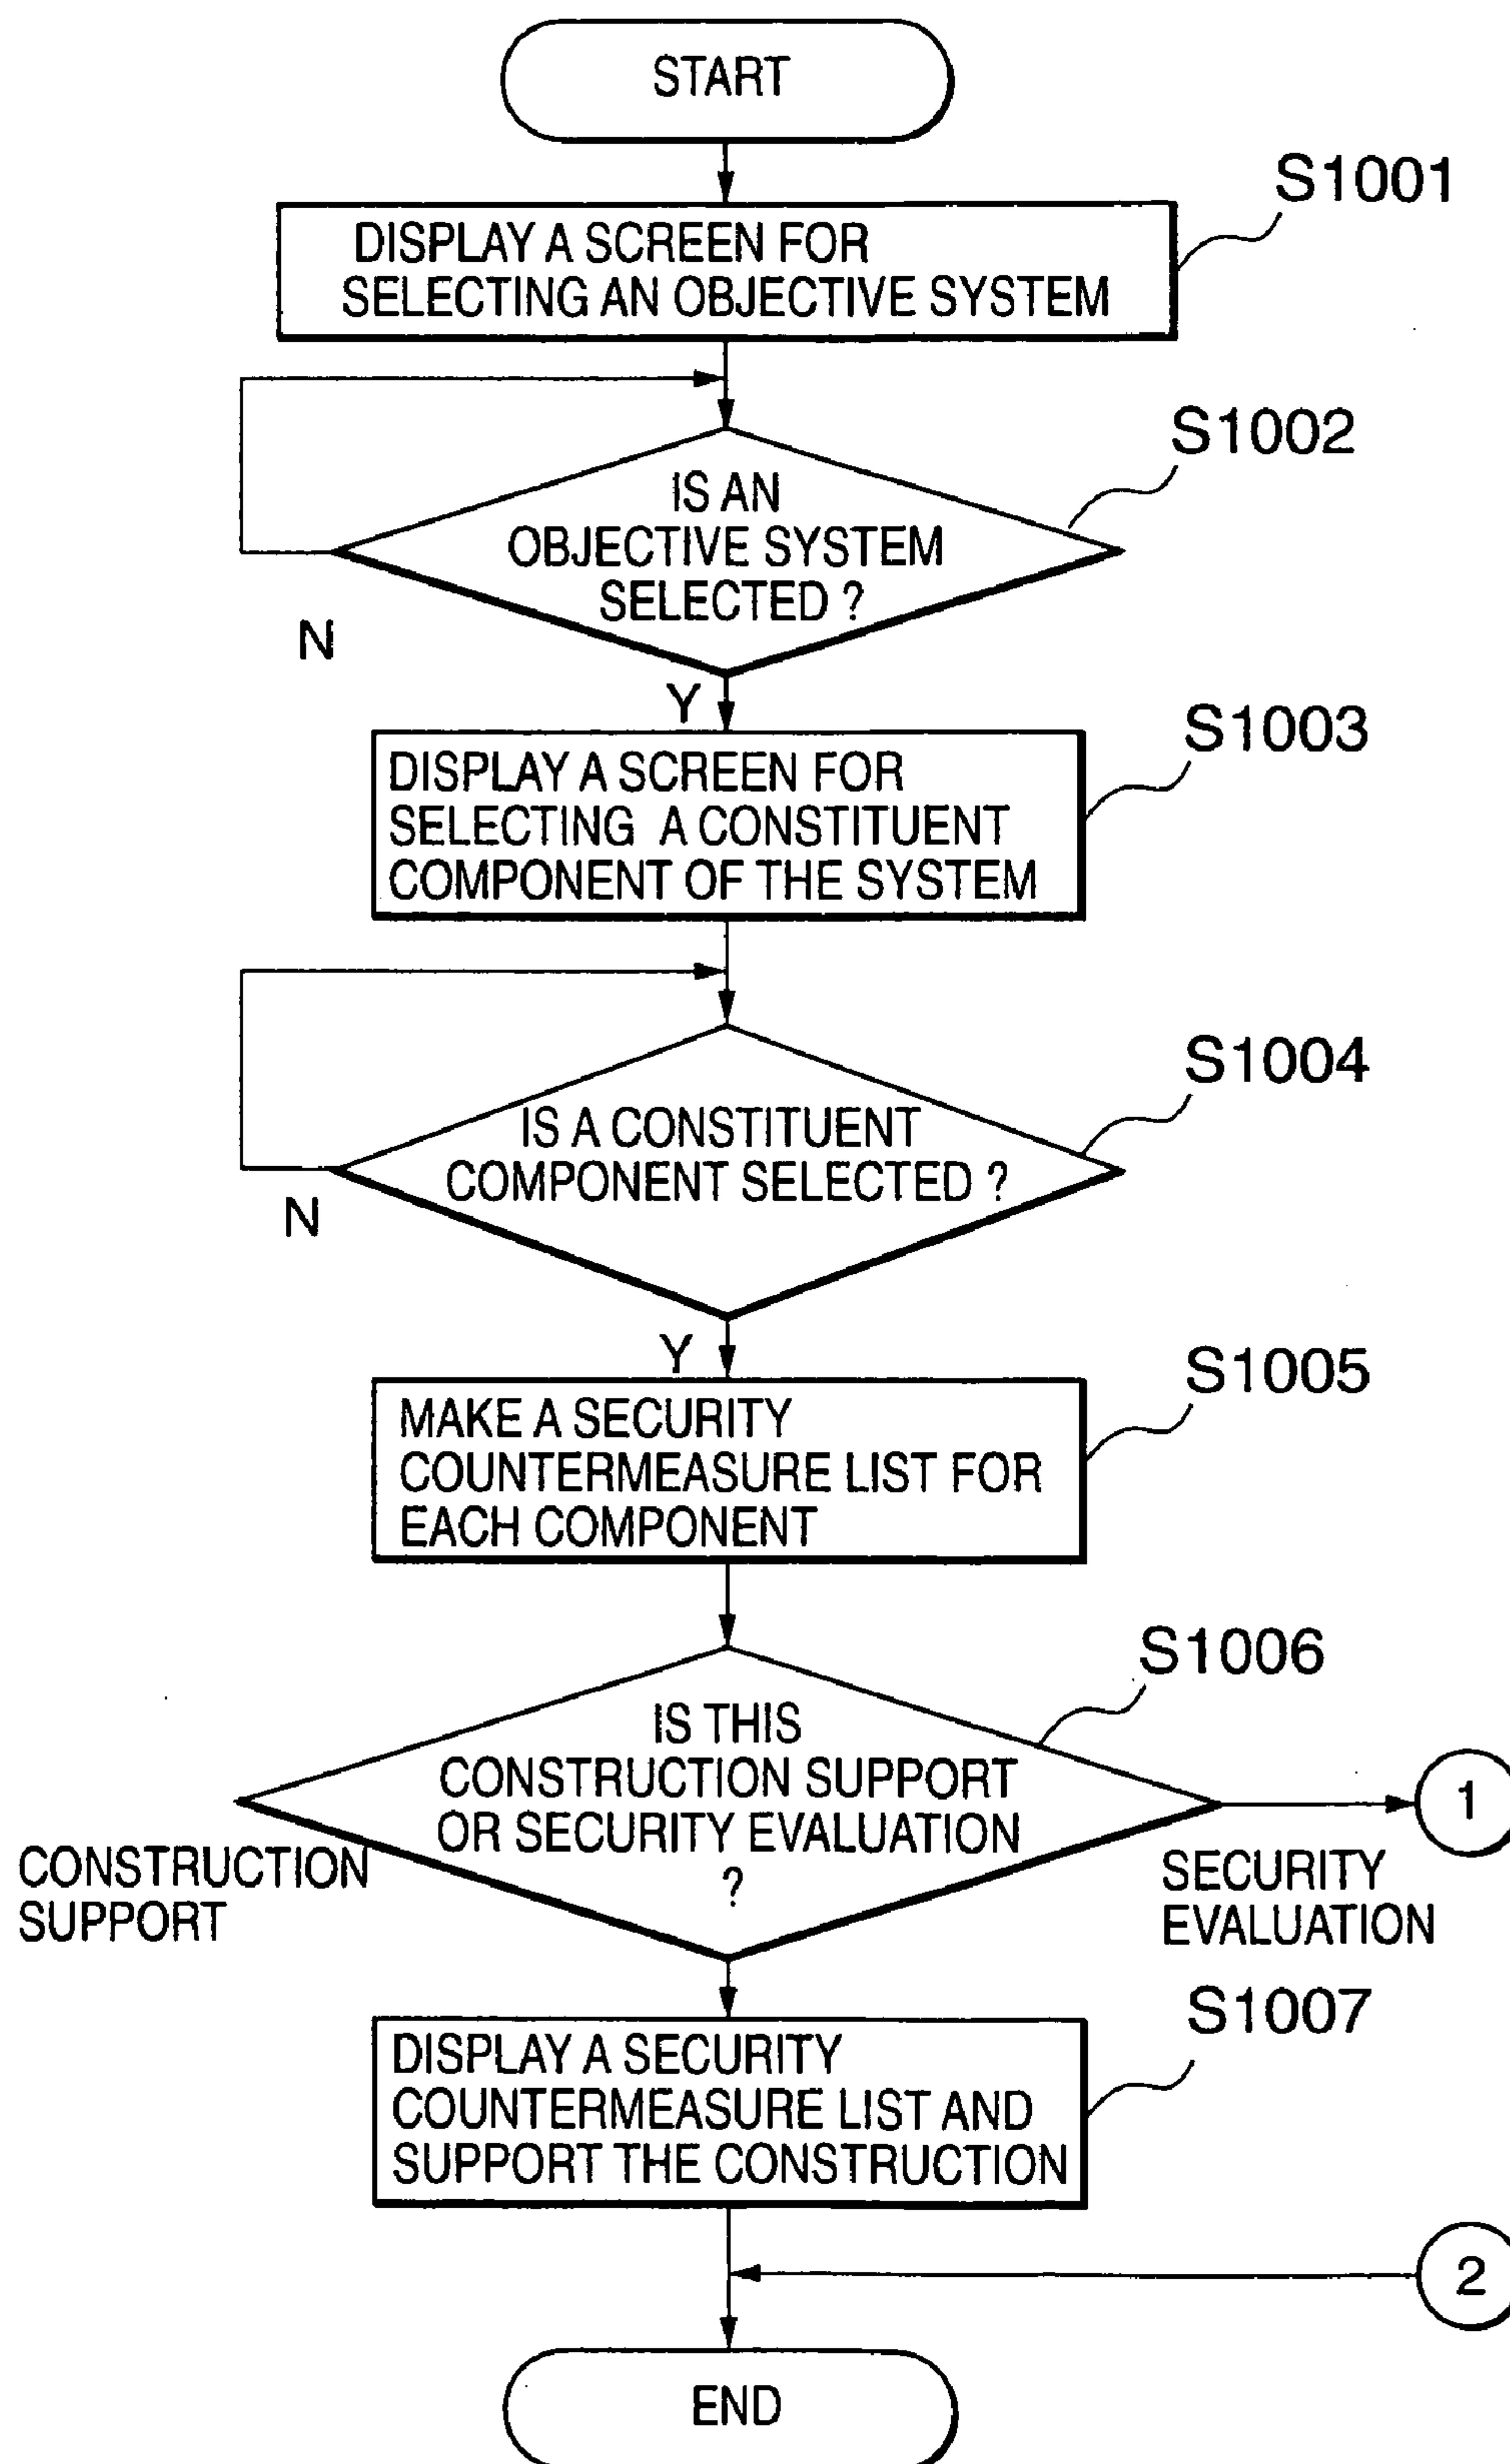 START
S1001
DISPLAY A SCREEN FOR
SELECTING AN OBJECTIVE SYSTEM
S1002
IS AN
OBJECTIVE SYSTEM
SELECTED ?
N
Y
S1003
DISPLAY A SCREEN FOR
SELECTING A CONSTITUENT
COMPONENT OF THE SYSTEM
S1004
IS A CONSTITUENT
COMPONENT SELECTED ?
N
Y
S1005
MAKE A SECURITY
COUNTERMEASURE LIST FOR
EACH COMPONENT
S1006
IS THIS
CONSTRUCTION SUPPORT
OR SECURITY EVALUATION
?
1
CONSTRUCTION
SUPPORT
SECURITY
EVALUATION
S1007
DISPLAY A SECURITY
COUNTERMEASURE LIST AND
SUPPORT THE CONSTRUCTION
2
END